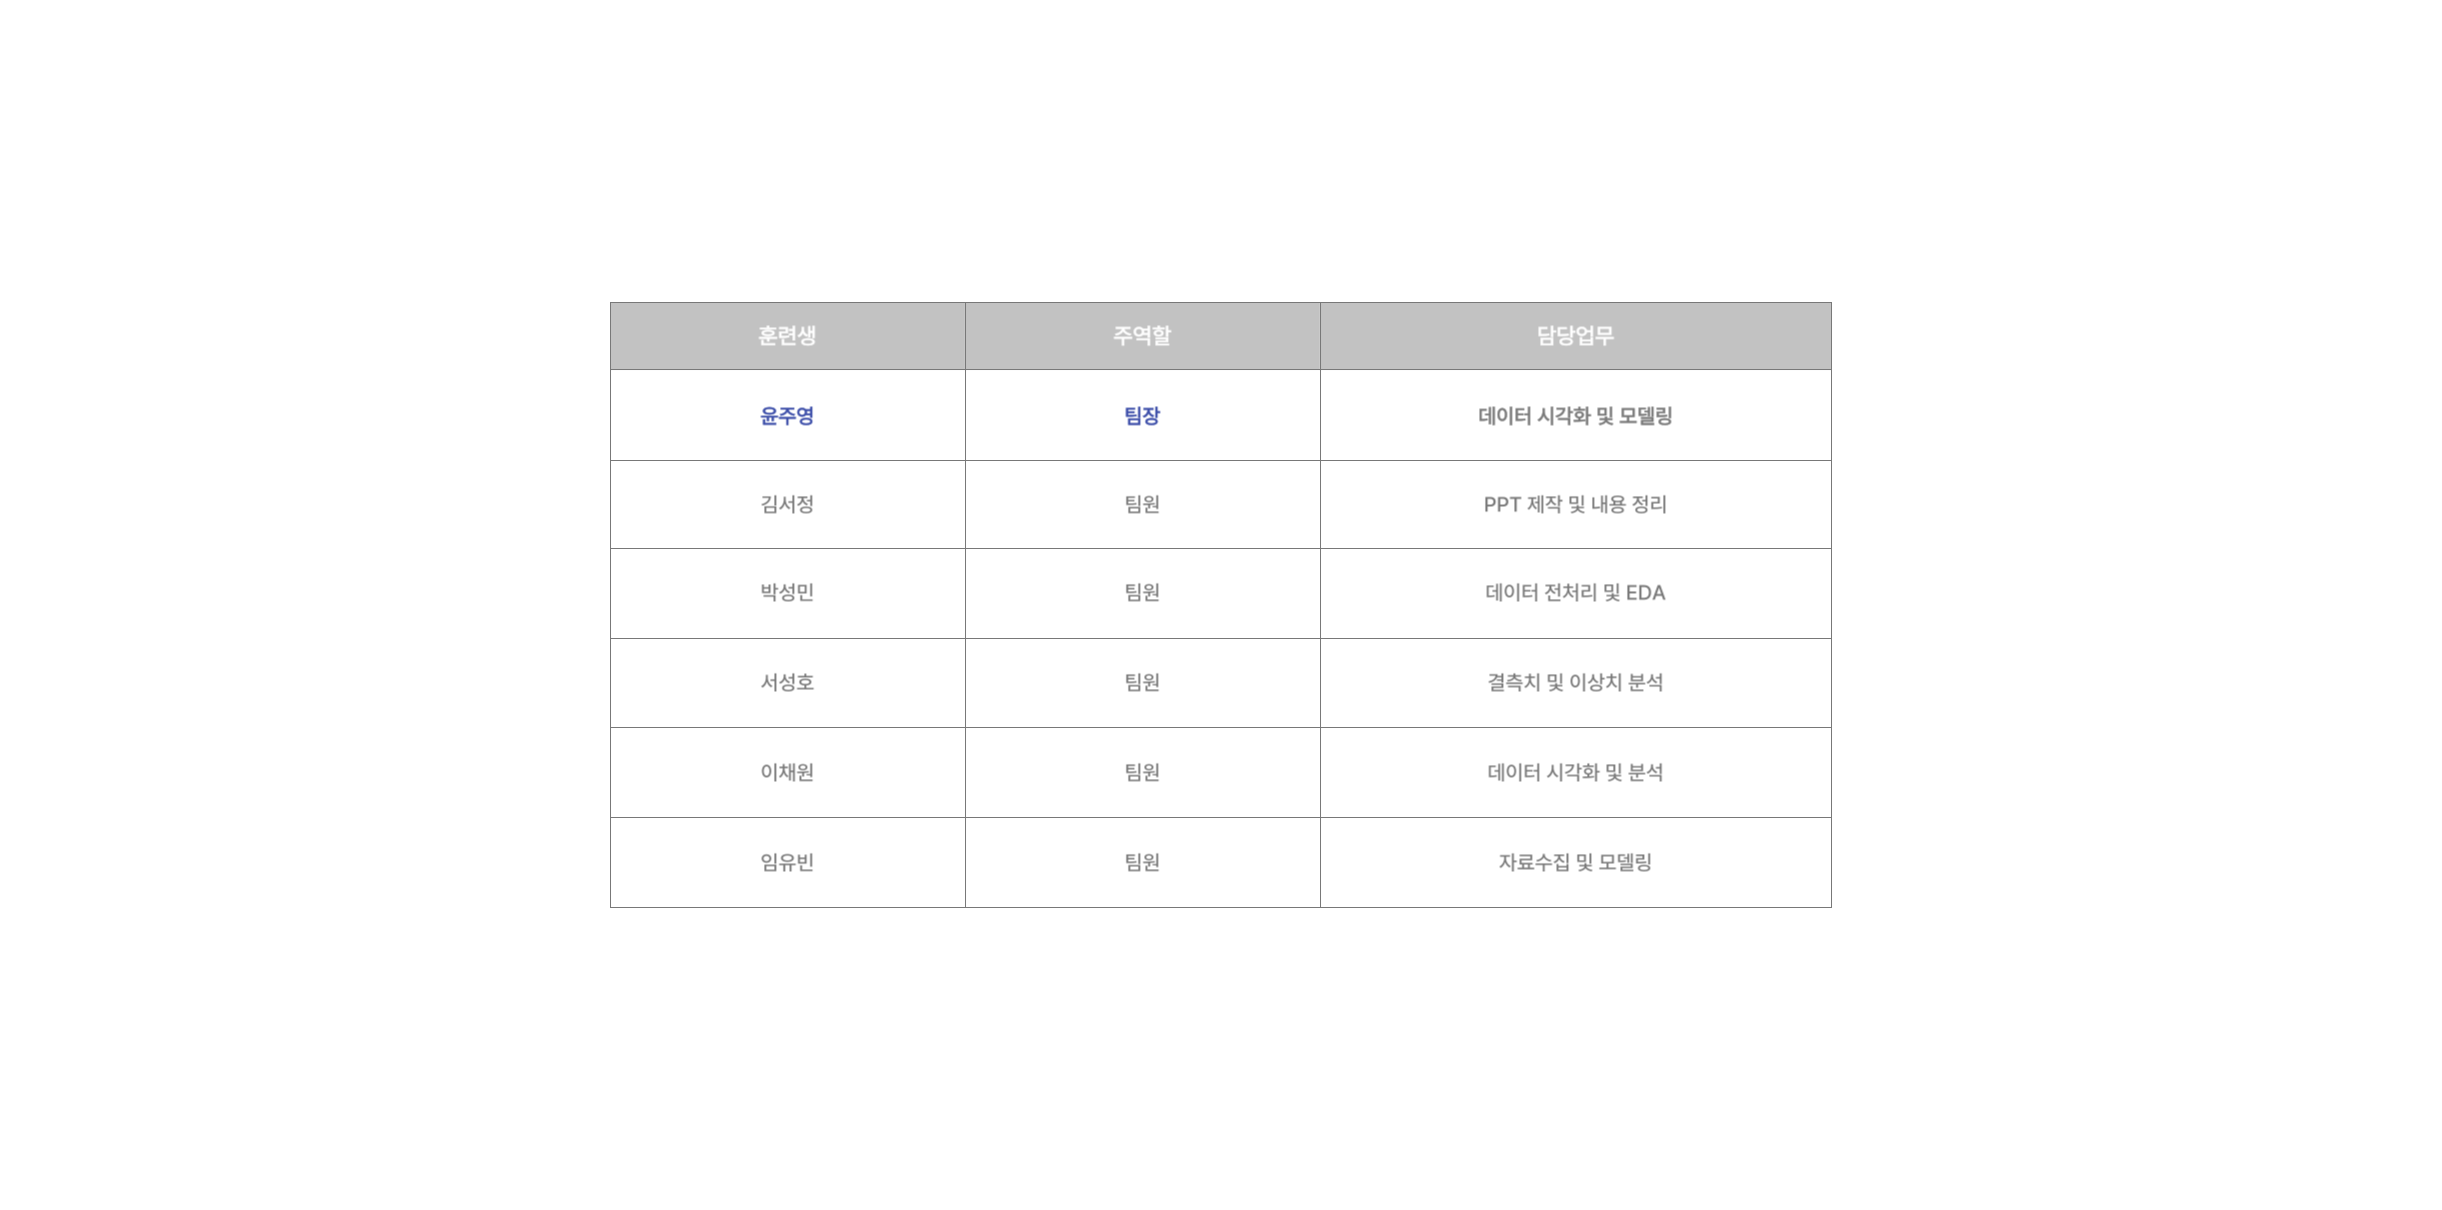 훈련생 주역할 담당업무
윤주영 팀장 데이터 시각화 및 모델링
김서정 팀원 PPT 제작 및 내용 정리
박성민 팀원 데이터 전처리 및 EDA
서성호 팀원 결측치 및 이상치 분석
이채원 팀원 데이터 시각화 및 분석
임유빈 팀원 자료수집 및 모델링